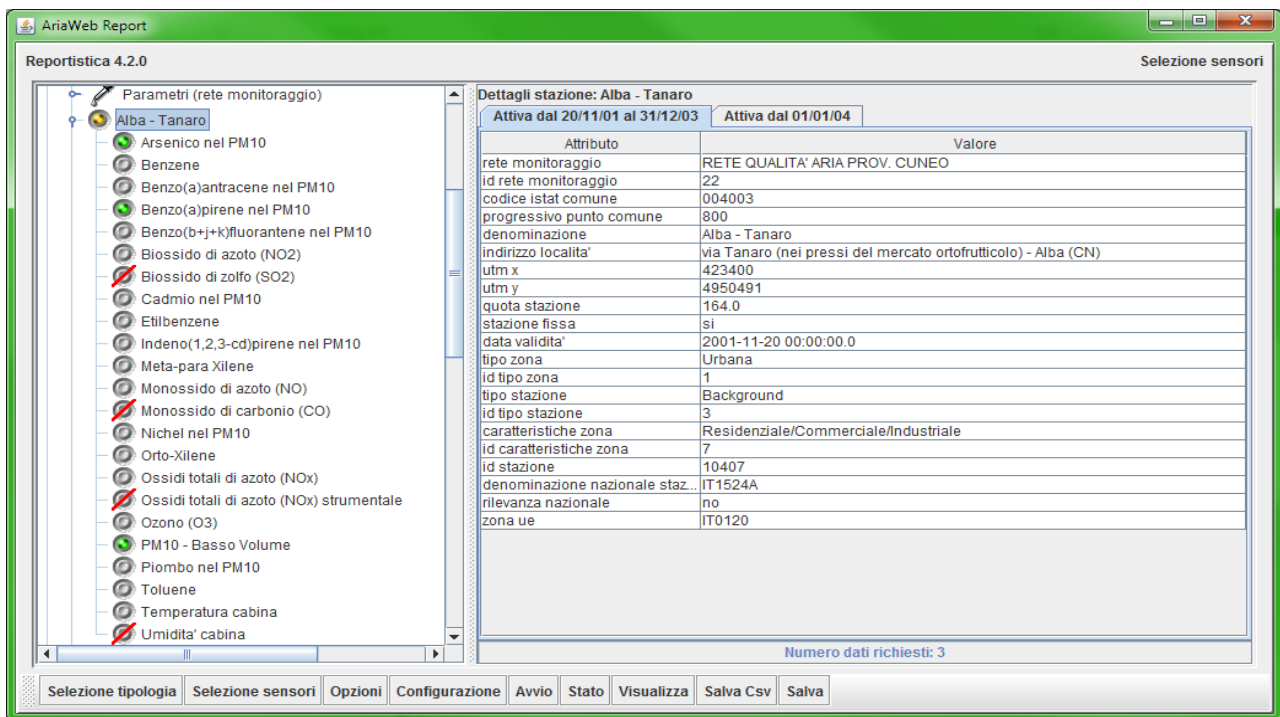 AriaWeb Report
Reportistica 4.2.0
Selezione sensori
Parametri (rete monitoraggio)
Alba - Tanaro
Arsenico nel PM10
Benzene
Benzo(a)antracene nel PM10
Benzo(a)pirene nel PM10
Benzo(b+j+k)fluorantene nel PM10
Biossido di azoto (NO2)
Biossido di zolfo (SO2)
Cadmio nel PM10
Etilbenzene
Indeno(1,2,3-cd)pirene nel PM10
Meta-para Xilene
Monossido di azoto (NO)
Monossido di carbonio (CO)
Nichel nel PM10
Orto-Xilene
Ossidi totali di azoto (NOx)
Ossidi totali di azoto (NOx) strumentale
Ozono (O3)
PM10 - Basso Volume
Piombo nel PM10
Toluene
Temperatura cabina
Umidita' cabina
Dettagli stazione: Alba - Tanaro
Attiva dal 20/11/01 al 31/12/03 Attiva dal 01/01/04
Attributo Valore
rete monitoraggio RETE QUALITA' ARIA PROV. CUNEO
id rete monitoraggio 22
codice istat comune 004003
progressivo punto comune 800
denominazione Alba - Tanaro
indirizzo localita' via Tanaro (nei pressi del mercato ortofrutticolo) - Alba (CN)
utm x 423400
utm y 4950491
quota stazione 164.0
stazione fissa si
data validita' 2001-11-20 00:00:00.0
tipo zona Urbana
id tipo zona 1
tipo stazione Background
id tipo stazione 3
caratteristiche zona Residenziale/Commerciale/Industriale
id caratteristiche zona 7
id stazione 10407
denominazione nazionale staz... IT1524A
rilevanza nazionale no
zona ue IT0120
Numero dati richiesti: 3
Selezione tipologia Selezione sensori Opzioni Configurazione Avvio Stato Visualizza Salva Csv Salva